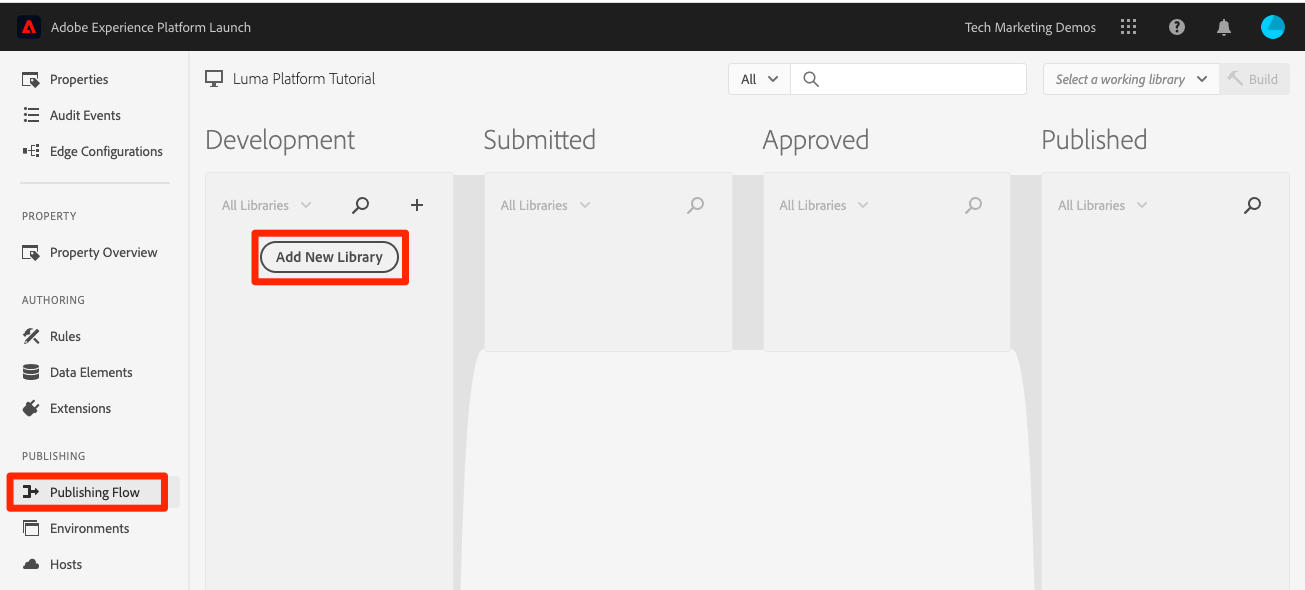 Adobe Experience Platform Launch
Tech Marketing Demos
Properties
Audit Events
Edge Configurations
PROPERTY
Property Overview
AUTHORING
Rules
Data Elements
Extensions
PUBLISHING
Publishing Flow
Environments
Hosts
Luma Platform Tutorial
All
Select a working library
Build
Development
All Libraries
Add New Library
Submitted
All Libraries
Approved
All Libraries
Published
All Libraries